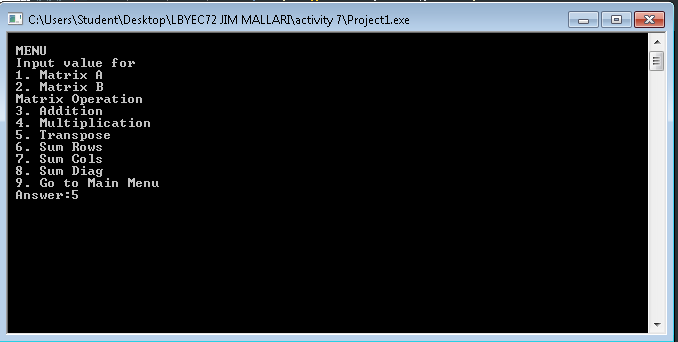 C:\Users\Student\Desktop\LBYEC72 JIM MALLARI\activity 7\Project1.exe
MENU
Input value for
1. Matrix A
2. Matrix B
Matrix Operation
3. Addition
4. Multiplication
5. Transpose
6. Sum Rows
7. Sum Cols
8. Sum Diag
9. Go to Main Menu
Answer:5